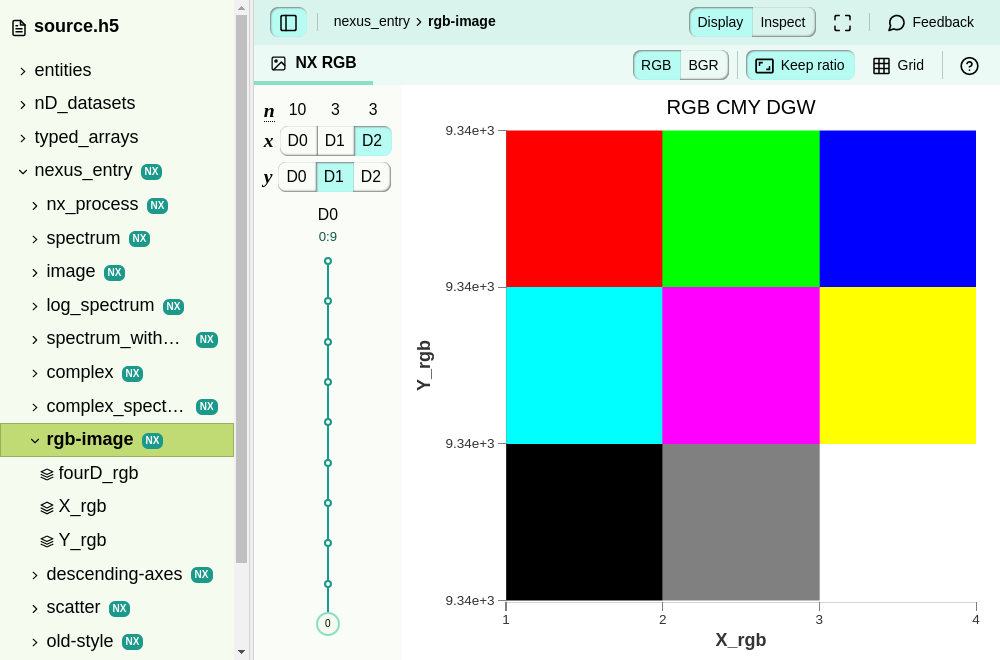 source.h5
entities
nD_datasets
typed_arrays
nexus_entry NX
nx_process NX
spectrum NX
image NX
log_spectrum NX
spectrum_with… NX
complex NX
complex_spect… NX
rgb-image NX
fourD_rgb
X_rgb
Y_rgb
descending-axes NX
scatter NX
old-style NX
nexus_entry › rgb-image
Display Inspect
Feedback
NX RGB
RGB BGR
Keep ratio
Grid
n 10 3 3
x D0 D1 D2
y D0 D1 D2
D0
0:9
0
RGB CMY DGW
9.34e+3
9.34e+3
9.34e+3
9.34e+3
Y_rgb
1 2 3 4
X_rgb